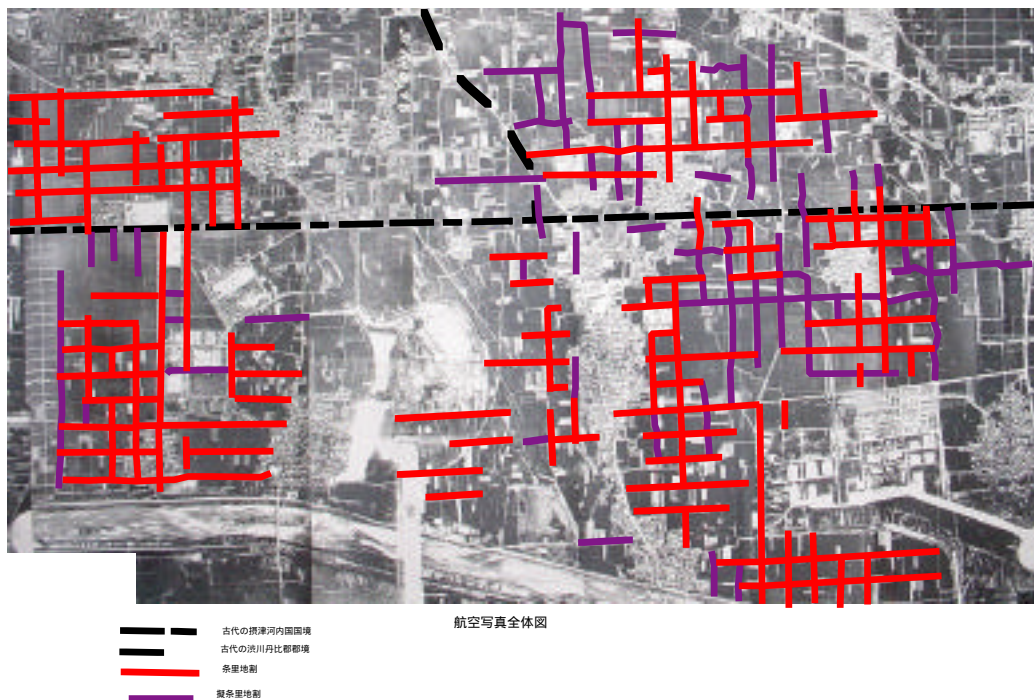 航空写真全体図
古代の摂津河内国国境
古代の渋川丹比郡郡境
条里地割
擬条里地割